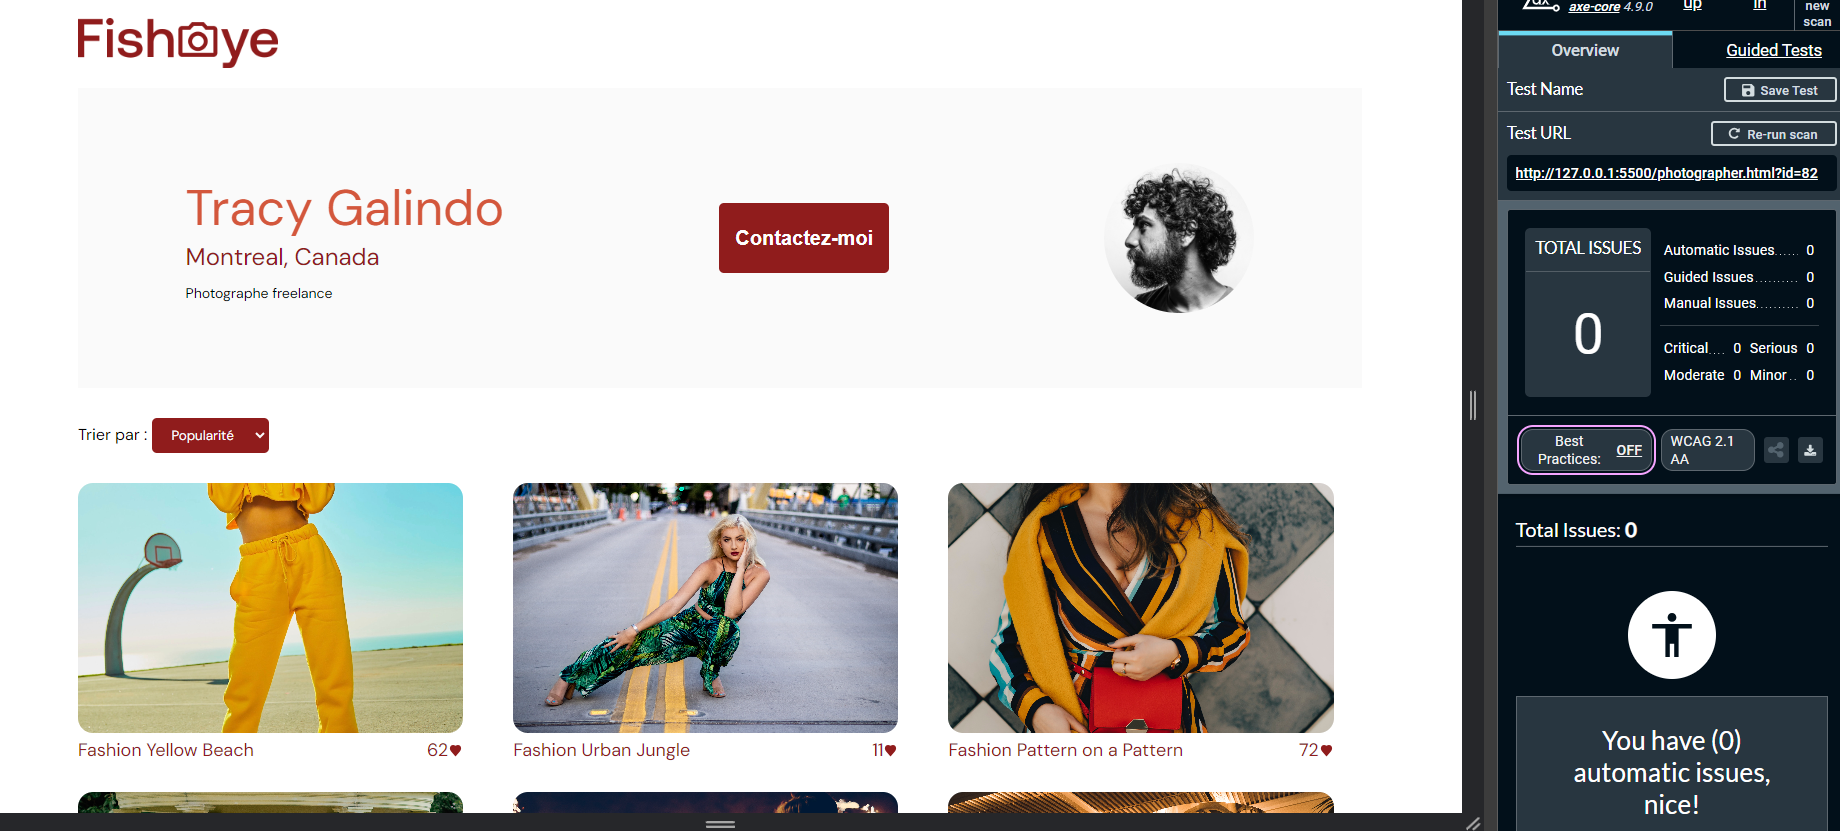 Fisheye
Tracy Galindo
Montreal, Canada
Photographe freelance
Contactez-moi
Trier par :
Popularité
Fashion Yellow Beach
62
Fashion Urban Jungle
11
Fashion Pattern on a Pattern
72
axe-core 4.9.0
up
in
new
scan
Overview
Guided Tests
Test Name
Save Test
Test URL
Re-run scan
http://127.0.0.1:5500/photographer.html?id=82
TOTAL ISSUES
0
Automatic Issues...... 0
Guided Issues.......... 0
Manual Issues.......... 0
Critical.... 0 Serious 0
Moderate 0 Minor.. 0
Best
Practices: OFF
WCAG 2.1
AA
Total Issues: 0
You have (0)
automatic issues,
nice!